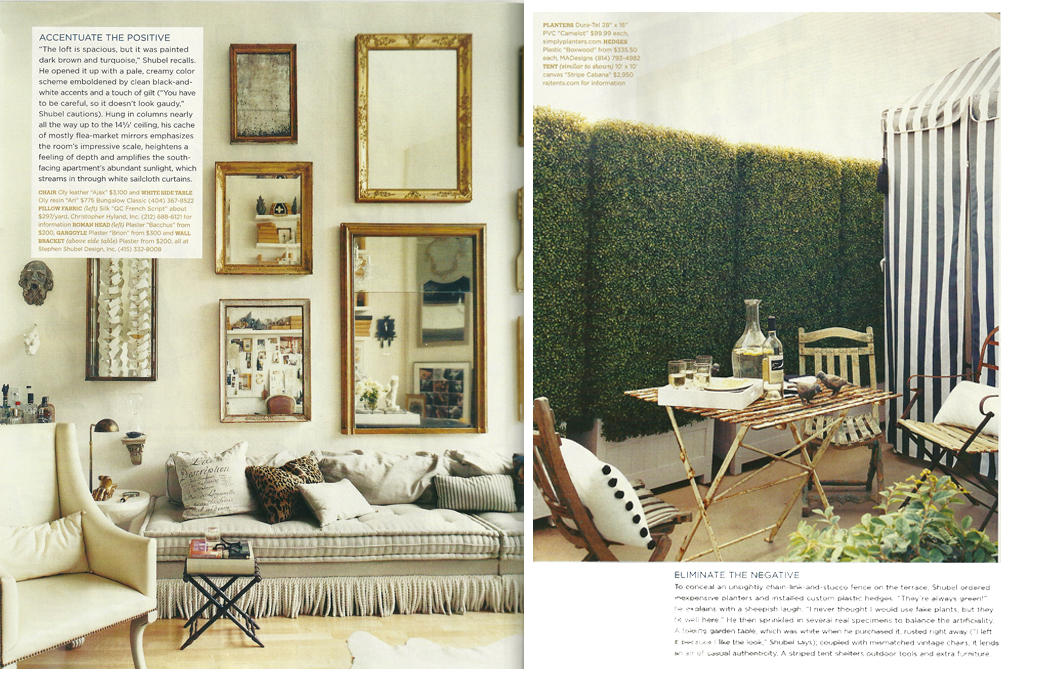 ACCENTUATE THE POSITIVE
"The loft is spacious, but it was painted
dark brown and turquoise," Shubel recalls.
He opened it up with a pale, creamy color
scheme emboldened by clean black-and-
white accents and a touch of gilt ("You have
to be careful, so it doesn't look gaudy,"
Shubel cautions). Hung in columns nearly
all the way up to the 14½' ceiling, his cache
of mostly flea-market mirrors emphasizes
the room's impressive scale, heightens a
feeling of depth and amplifies the south-
facing apartment's abundant sunlight, which
streams in through white sailcloth curtains.
CHAIR Oly leather "Ajax" $3,100 and WHITE SIDE TABLE
Oly resin "Ari" $775 Bungalow Classic (404) 367-8522
PILLOW FABRIC (left) Silk "QC French Script" about
$297/yard, Christopher Hyland, Inc. (212) 688-6121 for
information ROMAN HEAD (left) Plaster "Bacchus" from
$200, GARGOYLE Plaster "Brion" from $300 and WALL
BRACKET (above side table) Plaster from $200, all at
Stephen Shubel Design, Inc. (415) 332-8008
PLANTERS Dura-Tel 28" x 16"
PVC "Camelot" $99.99 each,
simplyplanters.com HEDGES
Plastic "Boxwood" from $335.50
each, MADesigns (814) 793-4982
TENT (similar to shown) 10' x 10'
canvas "Stripe Cabana" $2,950
rajtents.com for information
ELIMINATE THE NEGATIVE
To conceal an unsightly chain-link-and-stucco fence on the terrace, Shubel ordered
inexpensive planters and installed custom plastic hedges. "They're always green!"
he explains with a sheepish laugh. "I never thought I would use fake plants, but they
fit well here." He then sprinkled in several real specimens to balance the artificiality.
A folding garden table, which was white when he purchased it, rusted right away ("I left
it because I like the look," Shubel says); coupled with mismatched vintage chairs, it lends
an air of casual authenticity. A striped tent shelters outdoor tools and extra furniture.